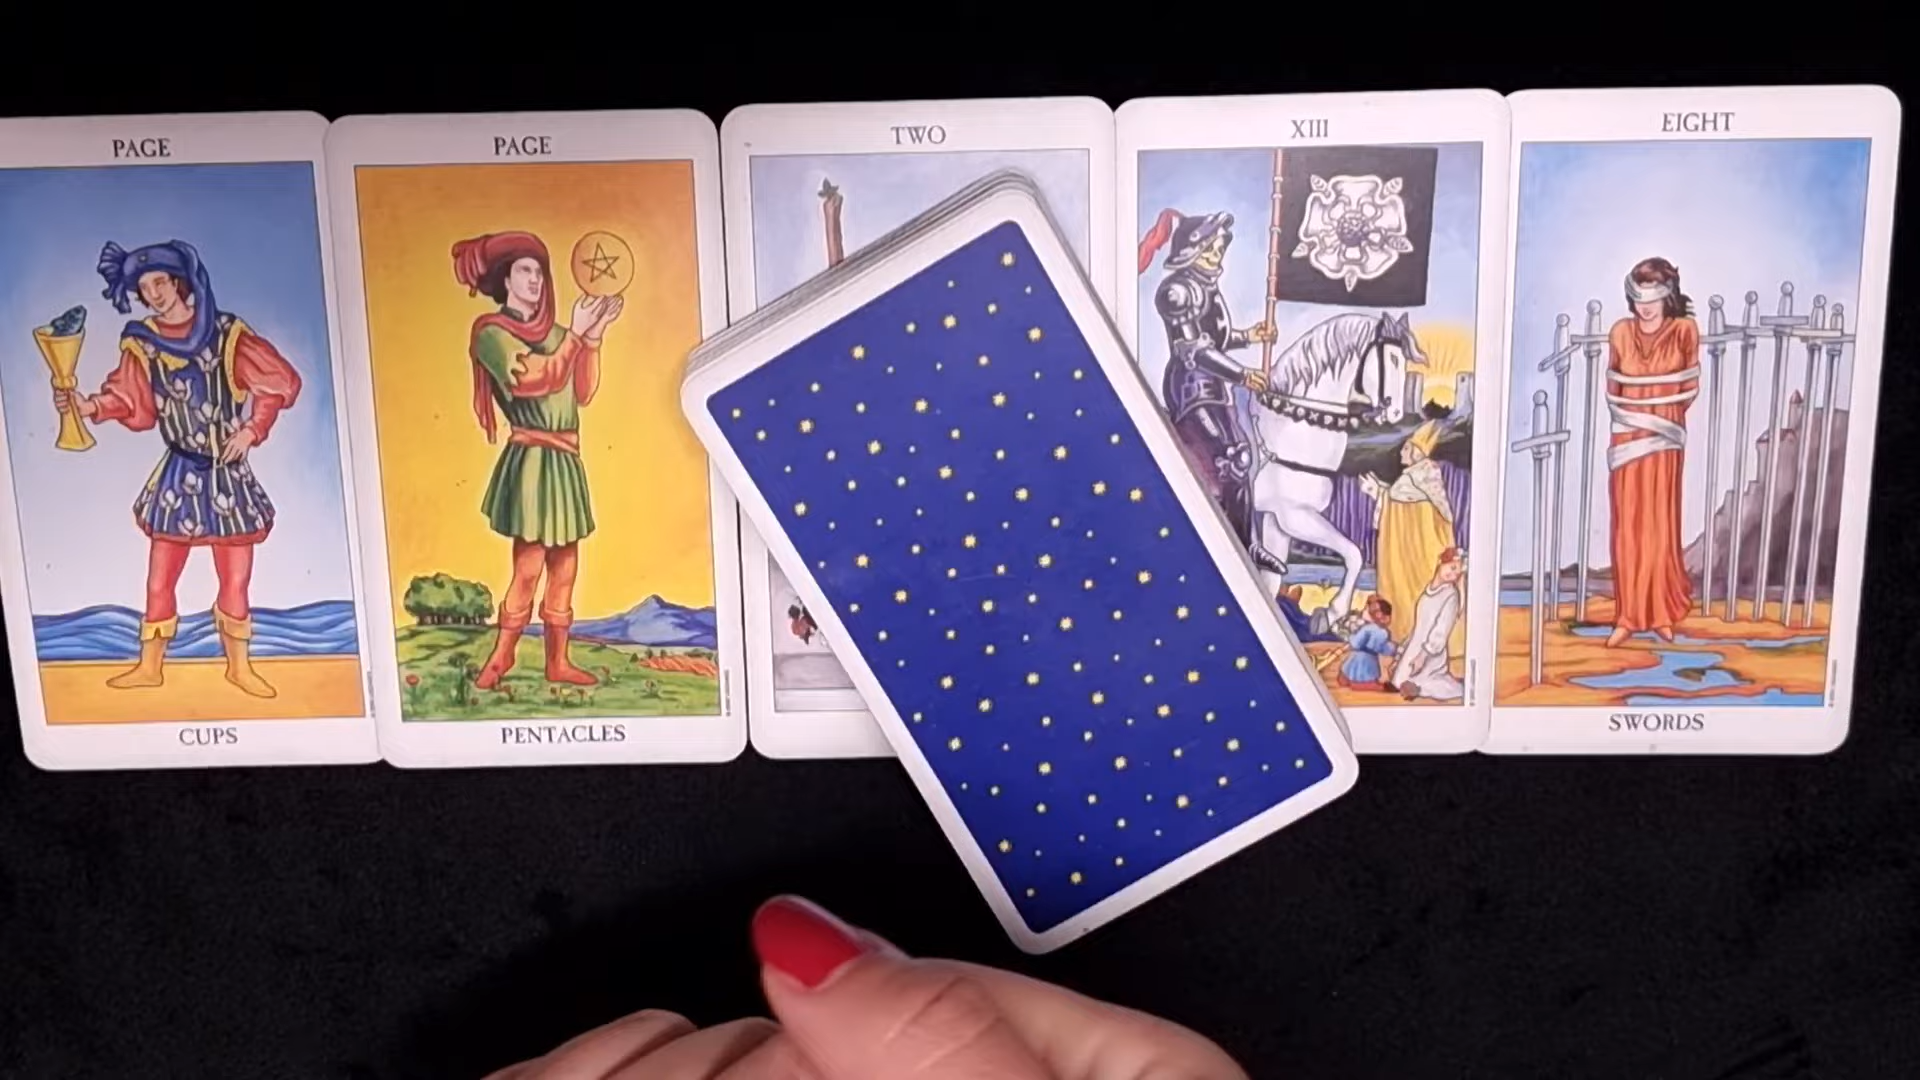 PAGE
PAGE
TWO
XIII
EIGHT
CUPS
PENTACLES
SWORDS